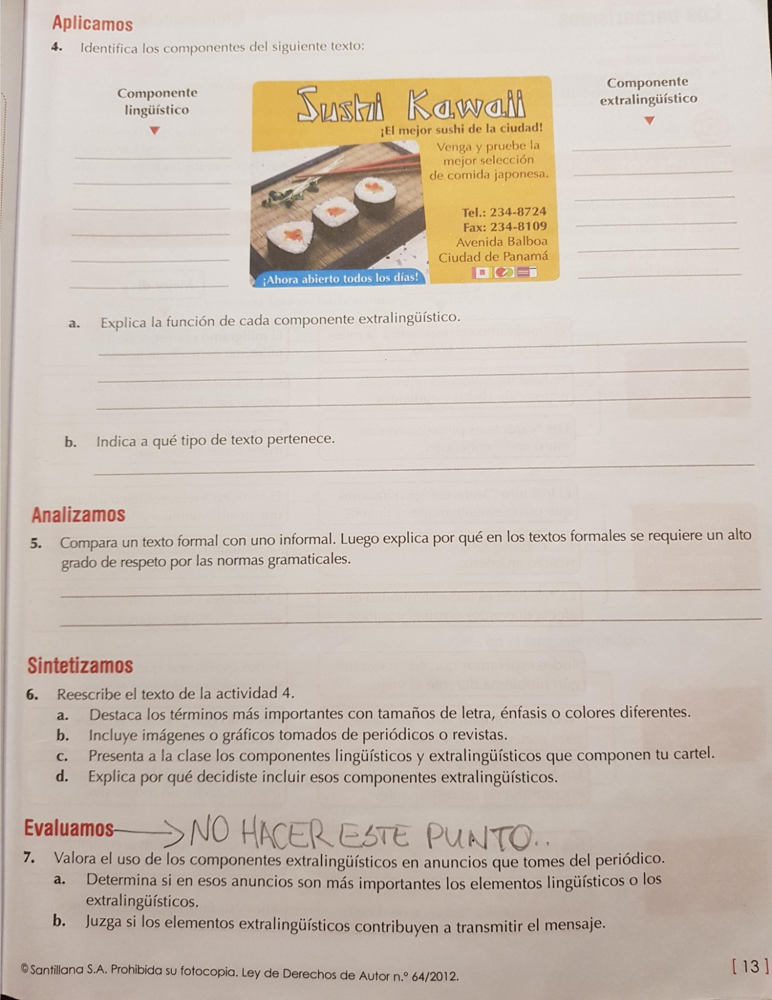 Aplicamos
4. Identifica los componentes del siguiente texto:
Componente
lingüístico
Sushi Kawaii
¡El mejor sushi de la ciudad!
Venga y pruebe la
mejor selección
de comida japonesa.
Tel.: 234-8724
Fax: 234-8109
Avenida Balboa
Ciudad de Panamá
¡Ahora abierto todos los días!
Componente
extralingüístico
a. Explica la función de cada componente extralingüístico.
b. Indica a qué tipo de texto pertenece.
Analizamos
5. Compara un texto formal con uno informal. Luego explica por qué en los textos formales se requiere un alto
grado de respeto por las normas gramaticales.
Sintetizamos
6. Reescribe el texto de la actividad 4.
a. Destaca los términos más importantes con tamaños de letra, énfasis o colores diferentes.
b. Incluye imágenes o gráficos tomados de periódicos o revistas.
c. Presenta a la clase los componentes lingüísticos y extralingüísticos que componen tu cartel.
d. Explica por qué decidiste incluir esos componentes extralingüísticos.
Evaluamos → NO HACER ESTE PUNTO..
7. Valora el uso de los componentes extralingüísticos en anuncios que tomes del periódico.
a. Determina si en esos anuncios son más importantes los elementos lingüísticos o los
extralingüísticos.
b. Juzga si los elementos extralingüísticos contribuyen a transmitir el mensaje.
© Santillana S.A. Prohibida su fotocopia. Ley de Derechos de Autor n.º 64/2012.
[ 13 ]